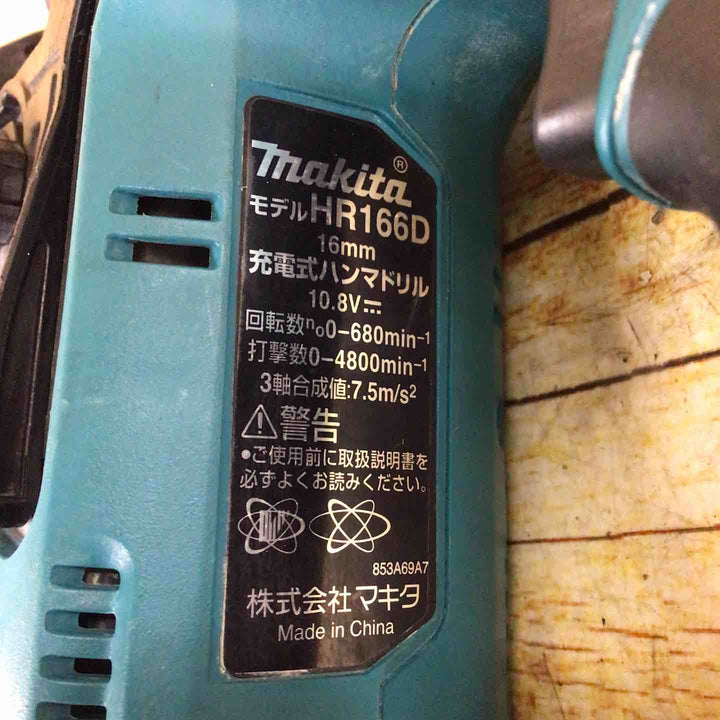 makita®
モデルHR166D
16mm
充電式ハンマドリル
10.8V⎓
回転数n₀0-680min⁻¹
打撃数0-4800min⁻¹
3軸合成値:7.5m/s²
⚠警告
•ご使用前に取扱説明書を
必ずよくお読みください。
853A69A7
株式会社マキタ
Made in China